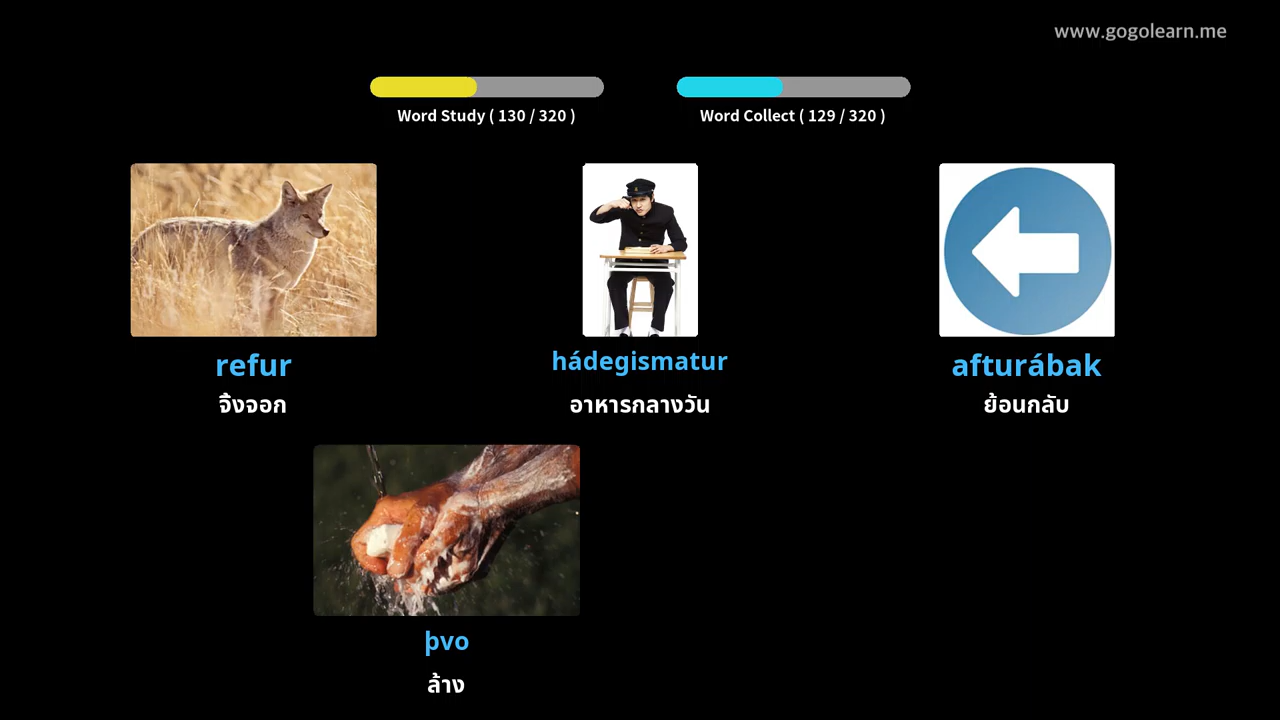 www.gogolearn.me
Word Study ( 130 / 320 )
Word Collect ( 129 / 320 )
refur
จิ้งจอก
hádegismatur
อาหารกลางวัน
afturábak
ย้อนกลับ
þvo
ล้าง